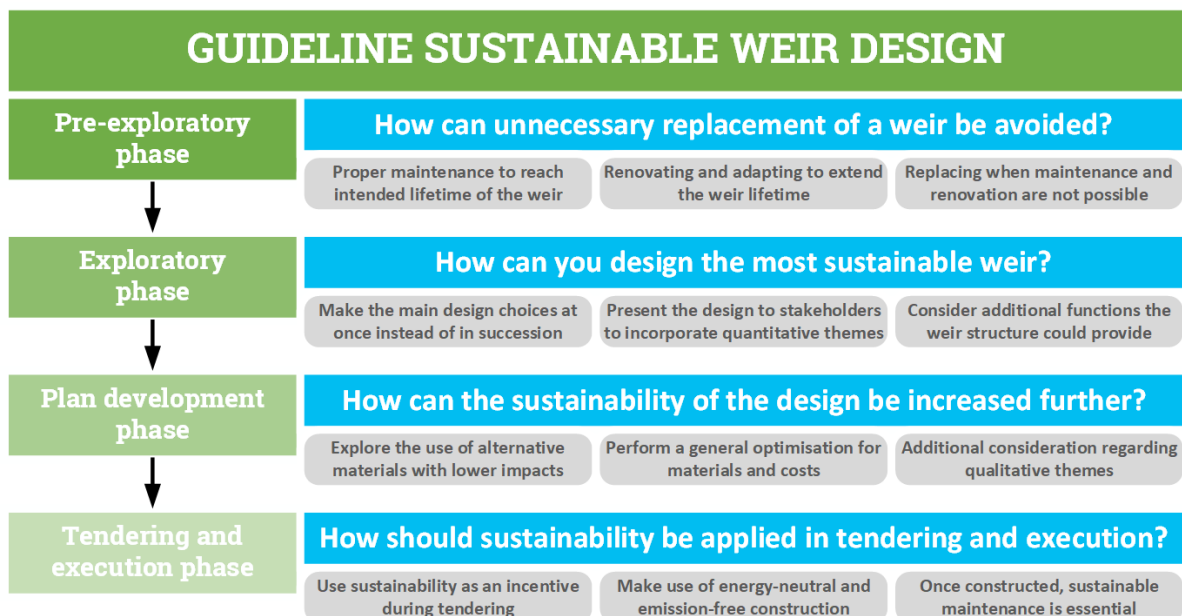 GUIDELINE SUSTAINABLE WEIR DESIGN
Pre-exploratory
phase
How can unnecessary replacement of a weir be avoided?
Proper maintenance to reach
intended lifetime of the weir
Renovating and adapting to extend
the weir lifetime
Replacing when maintenance and
renovation are not possible
Exploratory
phase
How can you design the most sustainable weir?
Make the main design choices at
once instead of in succession
Present the design to stakeholders
to incorporate quantitative themes
Consider additional functions the
weir structure could provide
Plan development
phase
How can the sustainability of the design be increased further?
Explore the use of alternative
materials with lower impacts
Perform a general optimisation for
materials and costs
Additional consideration regarding
qualitative themes
Tendering and
execution phase
How should sustainability be applied in tendering and execution?
Use sustainability as an incentive
during tendering
Make use of energy-neutral and
emission-free construction
Once constructed, sustainable
maintenance is essential